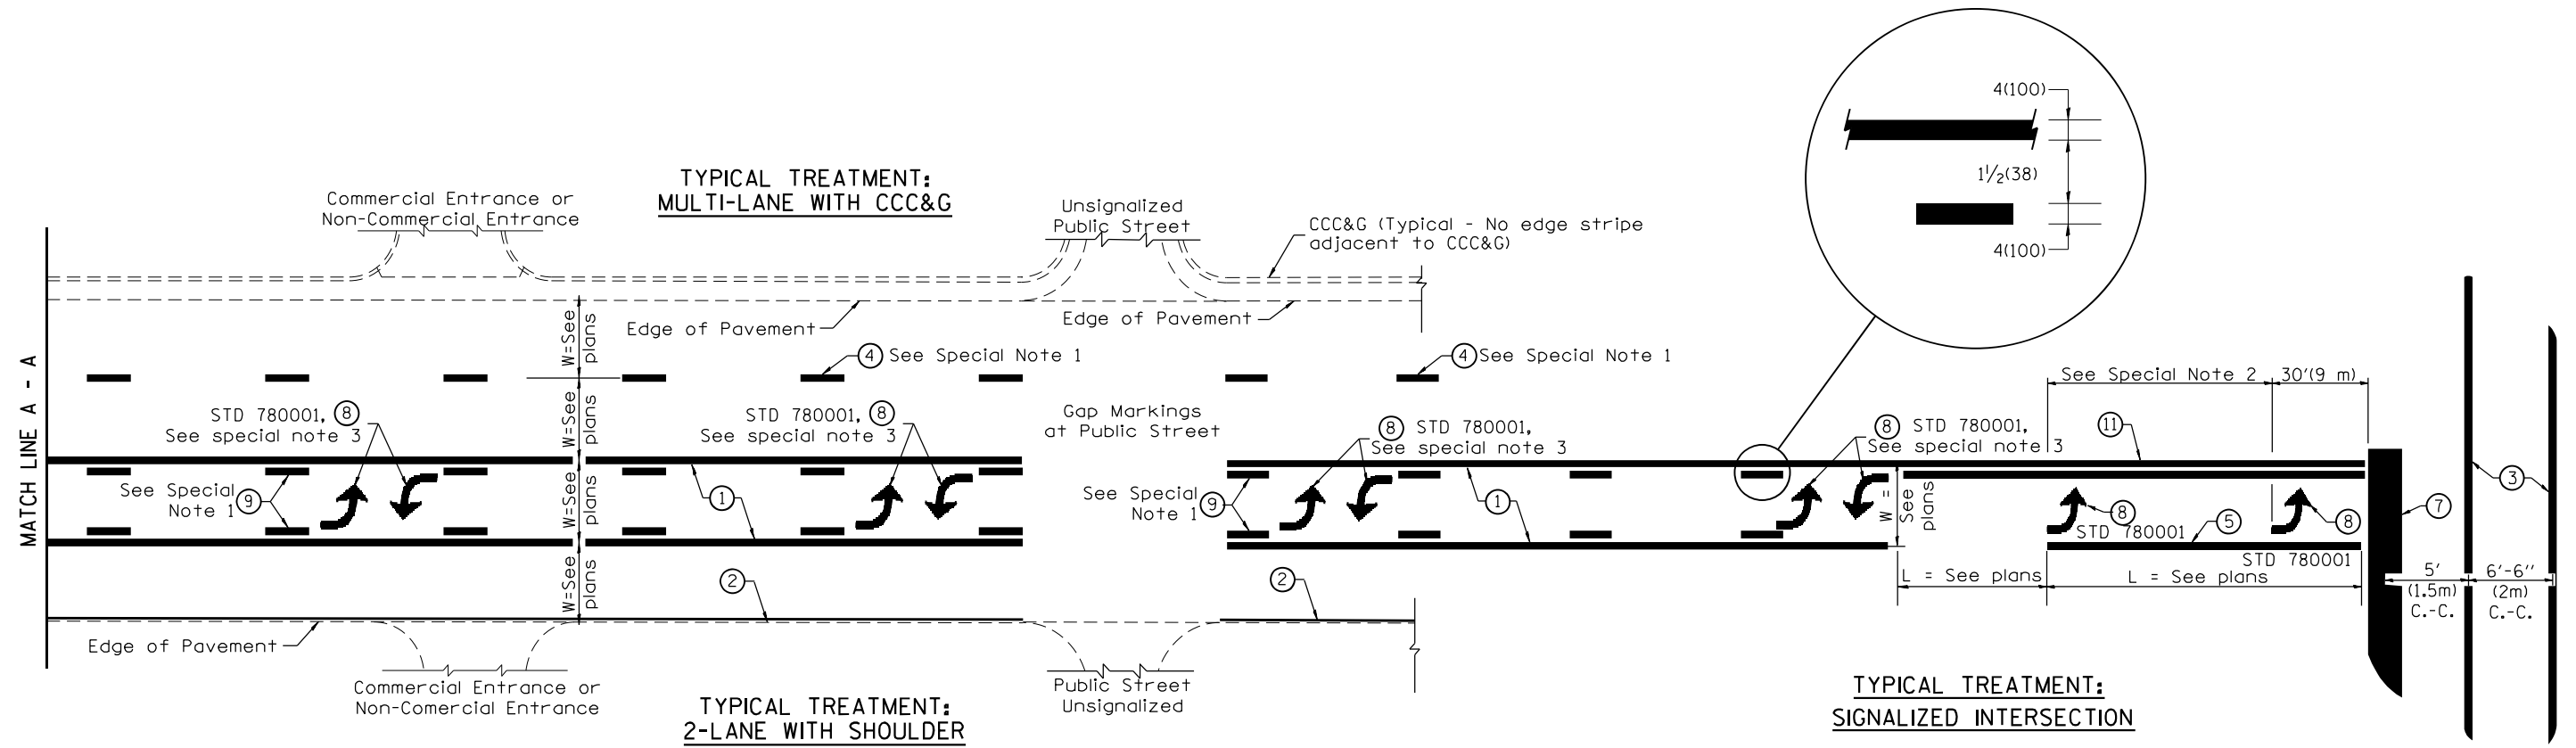 TYPICAL TREATMENT:
MULTI-LANE WITH CCC&G
Commercial Entrance or
Non-Commercial Entrance
Unsignalized
Public Street
CCC&G (Typical - No edge stripe
adjacent to CCC&G)
4(100)
1 1/2(38)
4(100)
Edge of Pavement
Edge of Pavement
W=See
plans
4 See Special Note 1
4 See Special Note 1
MATCH LINE A - A
STD 780001, 8
See special note 3
W=See
plans
STD 780001, 8
See special note 3
Gap Markings
at Public Street
8 STD 780001,
See special note 3
8 STD 780001,
See special note 3
See Special Note 2
30'(9 m)
11
3
See Special
Note 1
9
1
W=See
plans
1
See Special
Note 1
9
1
W =
See
plans
8
STD 780001
5
8
STD 780001
7
2
W=See
plans
2
L = See plans
L = See plans
5'
(1.5m)
C.-C.
6'-6''
(2m)
C.-C.
Edge of Pavement
Commercial Entrance or
Non-Comercial Entrance
Public Street
Unsignalized
TYPICAL TREATMENT:
2-LANE WITH SHOULDER
TYPICAL TREATMENT:
SIGNALIZED INTERSECTION